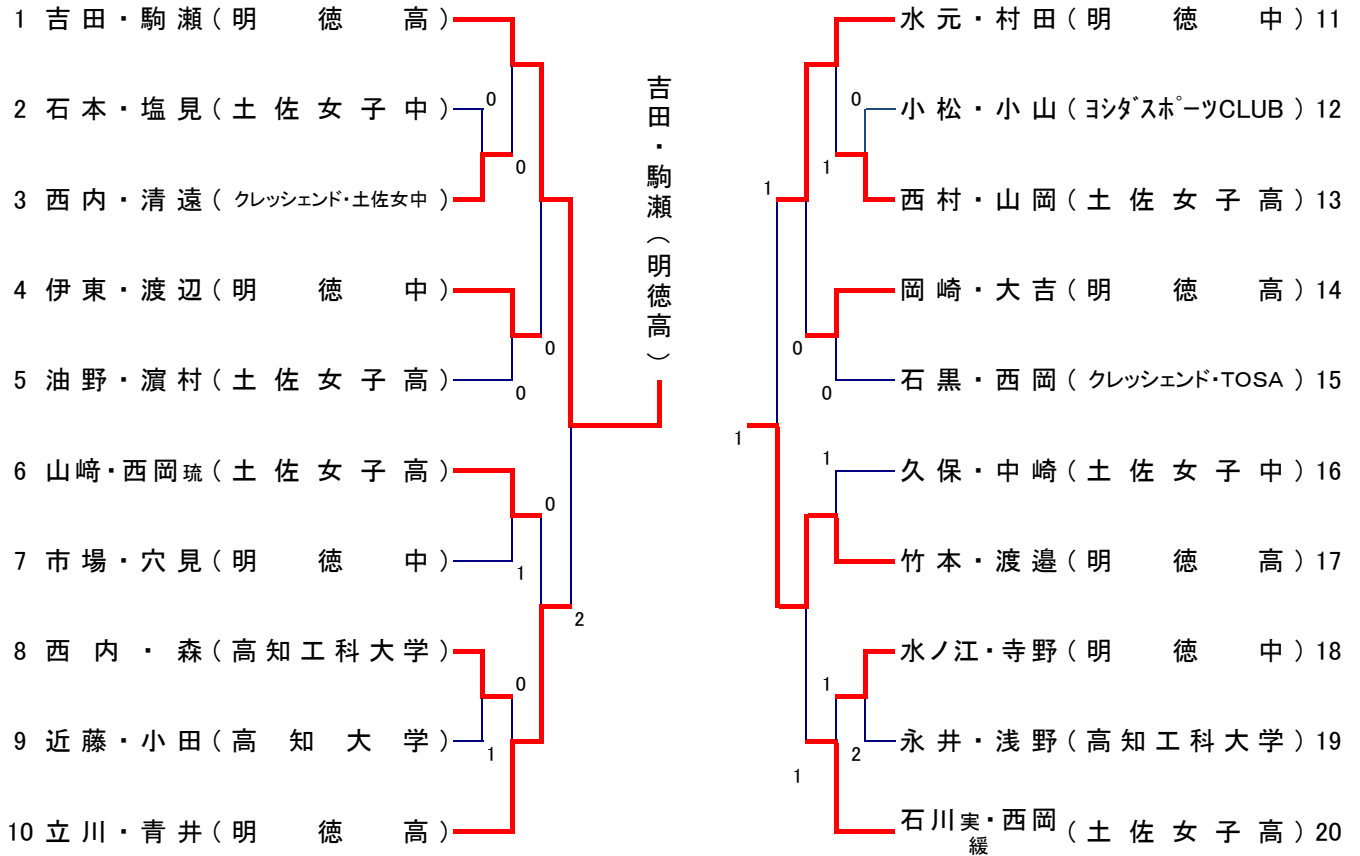 1 吉田・駒瀬(明徳高)
2 石本・塩見(土佐女子中)
0
0
3 西内・清遠(クレッシェンド・土佐女中)
4 伊東・渡辺(明徳中)
0
5 油野・濵村(土佐女子高)
0
6 山﨑・西岡琉(土佐女子高)
0
7 市場・穴見(明徳中)
1
2
8 西内・森(高知工科大学)
0
9 近藤・小田(高知大学)
1
10 立川・青井(明徳高)
吉田・駒瀬(明徳高)
水元・村田(明徳中)11
0
小松・小山(ヨシダスポーツCLUB)12
1
1
西村・山岡(土佐女子高)13
岡崎・大吉(明徳高)14
0
石黒・西岡(クレッシェンド・TOSA)15
0
1
1
久保・中崎(土佐女子中)16
竹本・渡邉(明徳高)17
水ノ江・寺野(明徳中)18
1
永井・浅野(高知工科大学)19
2
1
石川実・西岡緩(土佐女子高)20